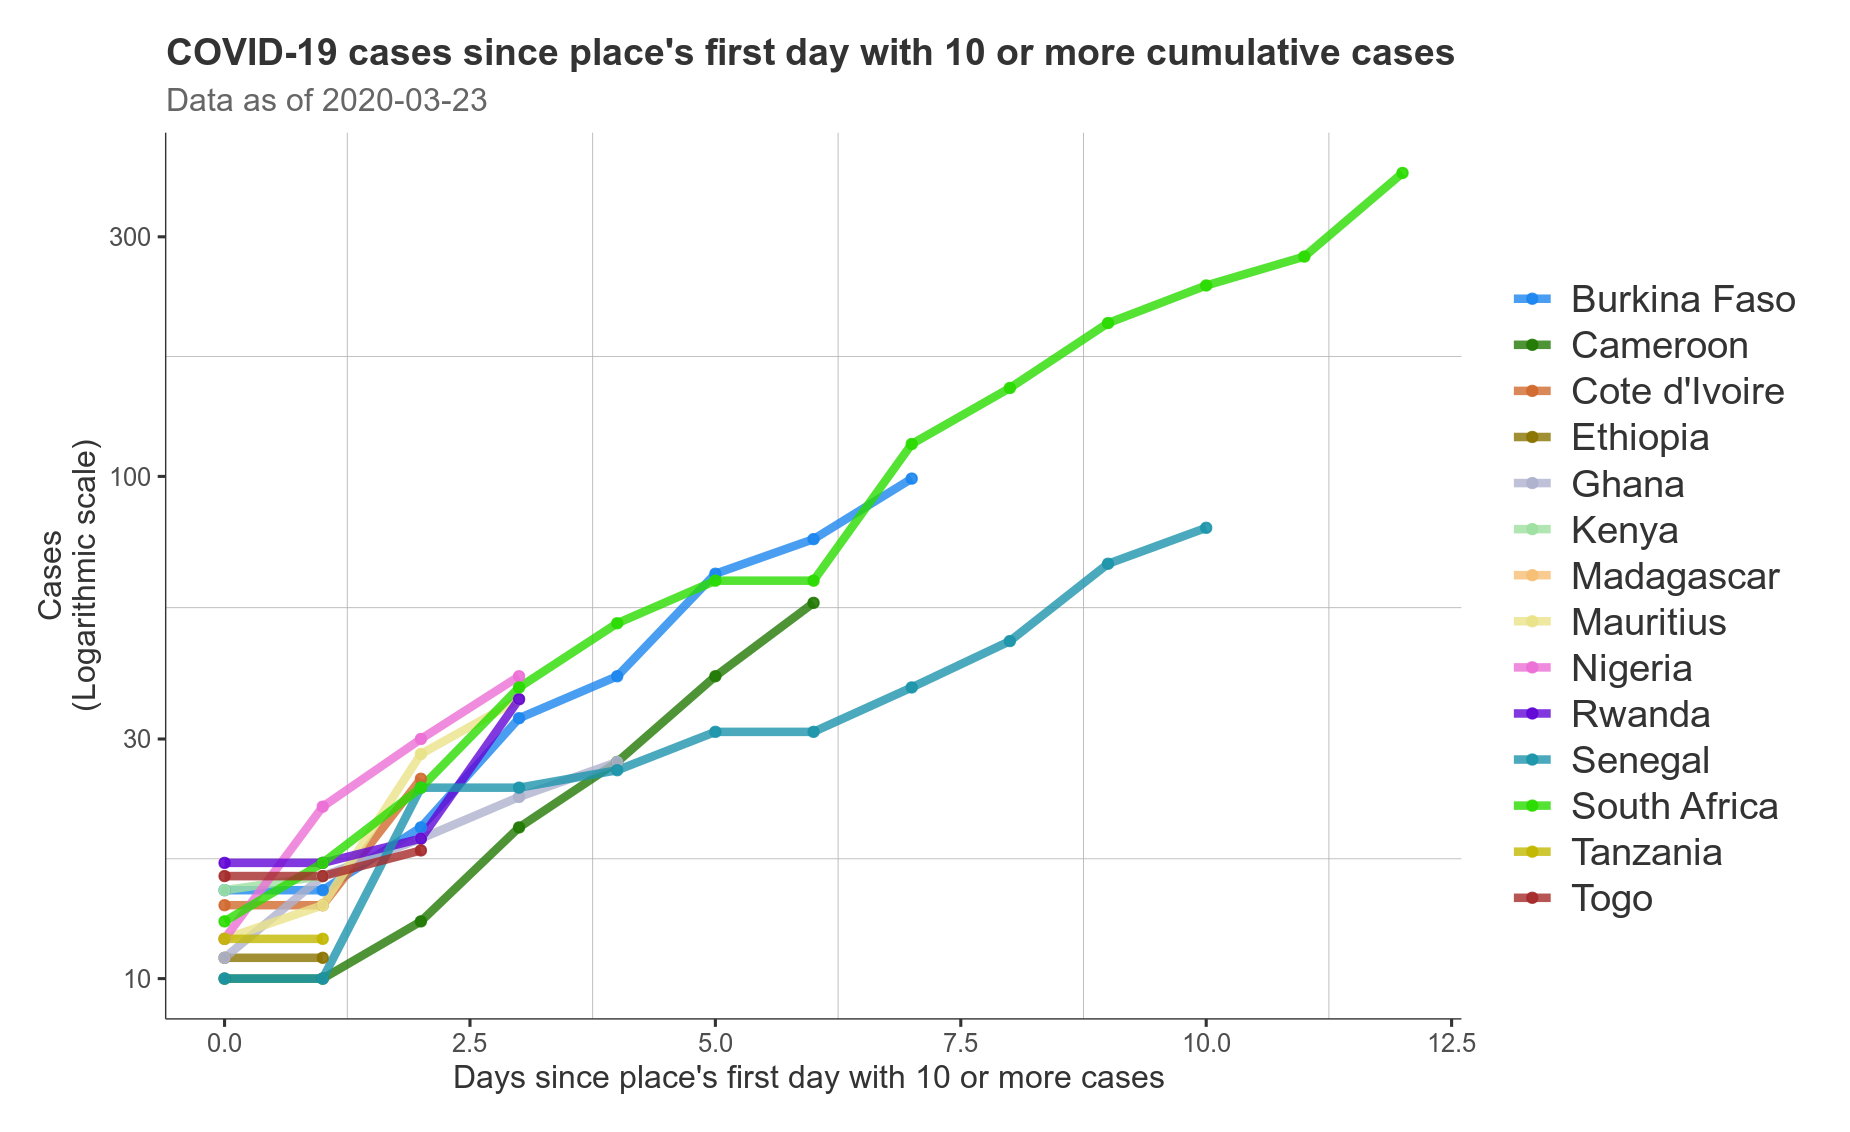 COVID-19 cases since place's first day with 10 or more cumulative cases
Data as of 2020-03-23
Cases
(Logarithmic scale)
300
100
30
10
0.0
2.5
5.0
7.5
10.0
12.5
Days since place's first day with 10 or more cases
Burkina Faso
Cameroon
Cote d'Ivoire
Ethiopia
Ghana
Kenya
Madagascar
Mauritius
Nigeria
Rwanda
Senegal
South Africa
Tanzania
Togo